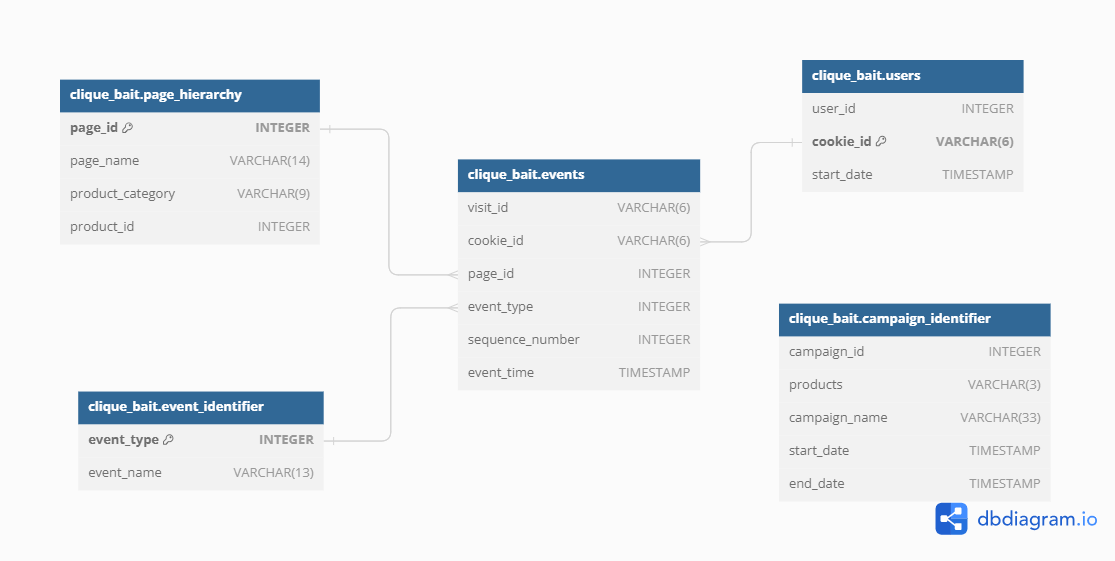 clique_bait.page_hierarchy
page_id INTEGER
page_name VARCHAR(14)
product_category VARCHAR(9)
product_id INTEGER
clique_bait.users
user_id INTEGER
cookie_id VARCHAR(6)
start_date TIMESTAMP
clique_bait.events
visit_id VARCHAR(6)
cookie_id VARCHAR(6)
page_id INTEGER
event_type INTEGER
sequence_number INTEGER
event_time TIMESTAMP
clique_bait.event_identifier
event_type INTEGER
event_name VARCHAR(13)
clique_bait.campaign_identifier
campaign_id INTEGER
products VARCHAR(3)
campaign_name VARCHAR(33)
start_date TIMESTAMP
end_date TIMESTAMP
dbdiagram.io